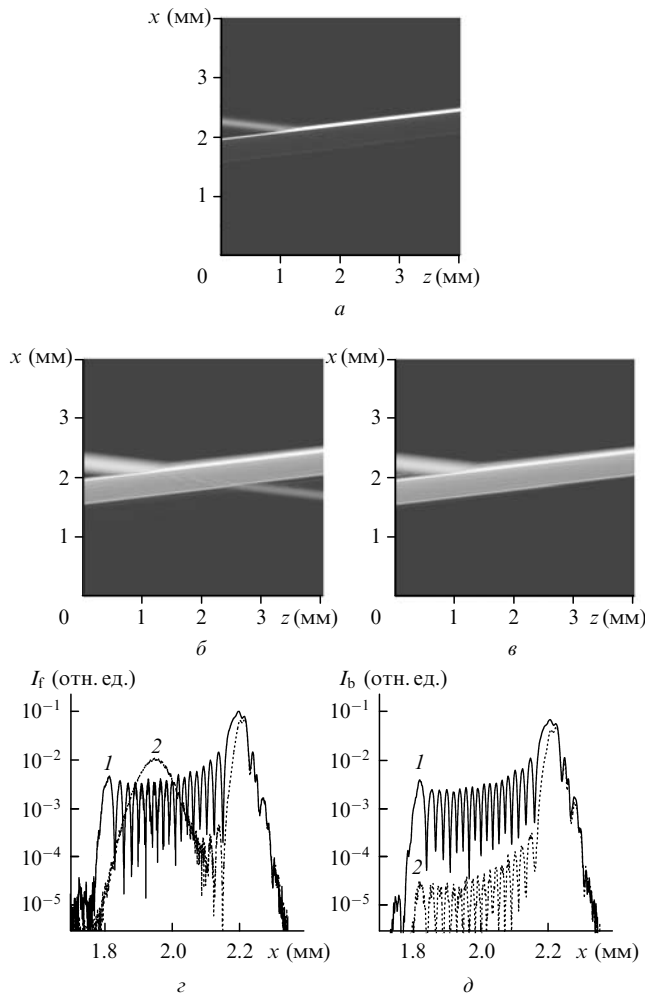 x (мм)
4
3
2
1
0
1
2
3
z (мм)
а
x (мм)
3
2
1
0
1
2
3
z (мм)
б
x (мм)
3
2
1
0
1
2
3
z (мм)
в
I_f (отн. ед.)
10⁻¹
10⁻²
10⁻³
10⁻⁴
10⁻⁵
1
2
1.8
2.0
2.2
x (мм)
г
I_b (отн. ед.)
10⁻¹
10⁻²
10⁻³
10⁻⁴
10⁻⁵
1
2
1.8
2.0
2.2
x (мм)
д